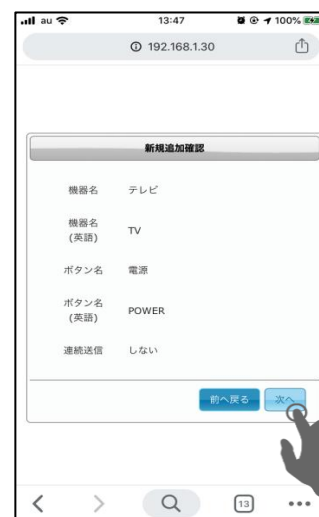 au 13:47 100%
192.168.1.30
新規追加確認
機器名 テレビ
機器名
(英語) TV
ボタン名 電源
ボタン名
(英語) POWER
連続送信 しない
前へ戻る 次へ
13